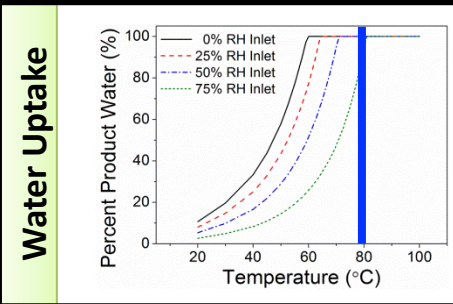 Water Uptake
Percent Product Water (%)
100
80
60
40
20
0
0% RH Inlet
25% RH Inlet
50% RH Inlet
75% RH Inlet
20 40 60 80 100
Temperature (°C)